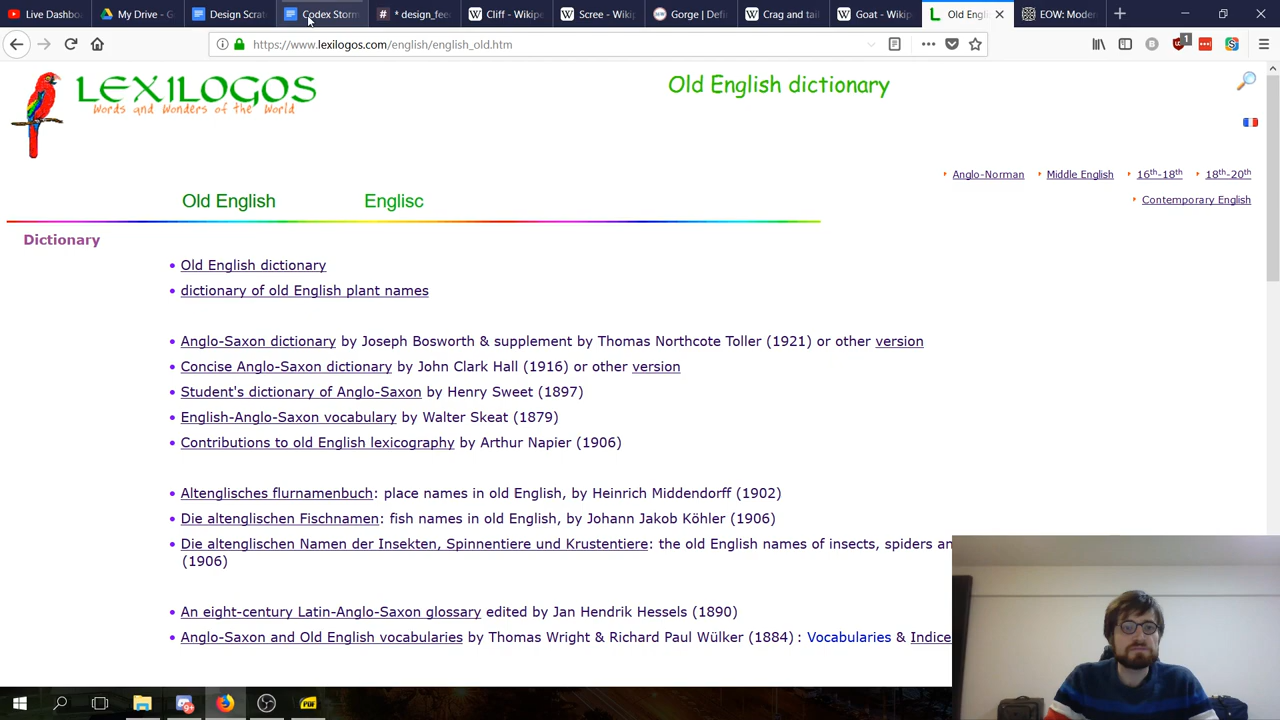 Live Dashbo
My Drive - G
Design Scrat
Codex Storm
* design_fee
Cliff - Wikipe
Scree - Wiki
Gorge | Defi
Crag and tail
Goat - Wikip
Old Engli
EOW: Moder
https://www.lexilogos.com/english/english_old.htm
1
LEXILOGOS
Words and Wonders of the World
Old English dictionary
Anglo-Norman Middle English 16th-18th 18th-20th
Contemporary English
Old English Englisc
Dictionary
• Old English dictionary
• dictionary of old English plant names
• Anglo-Saxon dictionary by Joseph Bosworth & supplement by Thomas Northcote Toller (1921) or other version
• Concise Anglo-Saxon dictionary by John Clark Hall (1916) or other version
• Student's dictionary of Anglo-Saxon by Henry Sweet (1897)
• English-Anglo-Saxon vocabulary by Walter Skeat (1879)
• Contributions to old English lexicography by Arthur Napier (1906)
• Altenglisches flurnamenbuch: place names in old English, by Heinrich Middendorff (1902)
• Die altenglischen Fischnamen: fish names in old English, by Johann Jakob Köhler (1906)
• Die altenglischen Namen der Insekten, Spinnentiere und Krustentiere: the old English names of insects, spiders an
(1906)
• An eight-century Latin-Anglo-Saxon glossary edited by Jan Hendrik Hessels (1890)
• Anglo-Saxon and Old English vocabularies by Thomas Wright & Richard Paul Wülker (1884) : Vocabularies & Indice
PDF